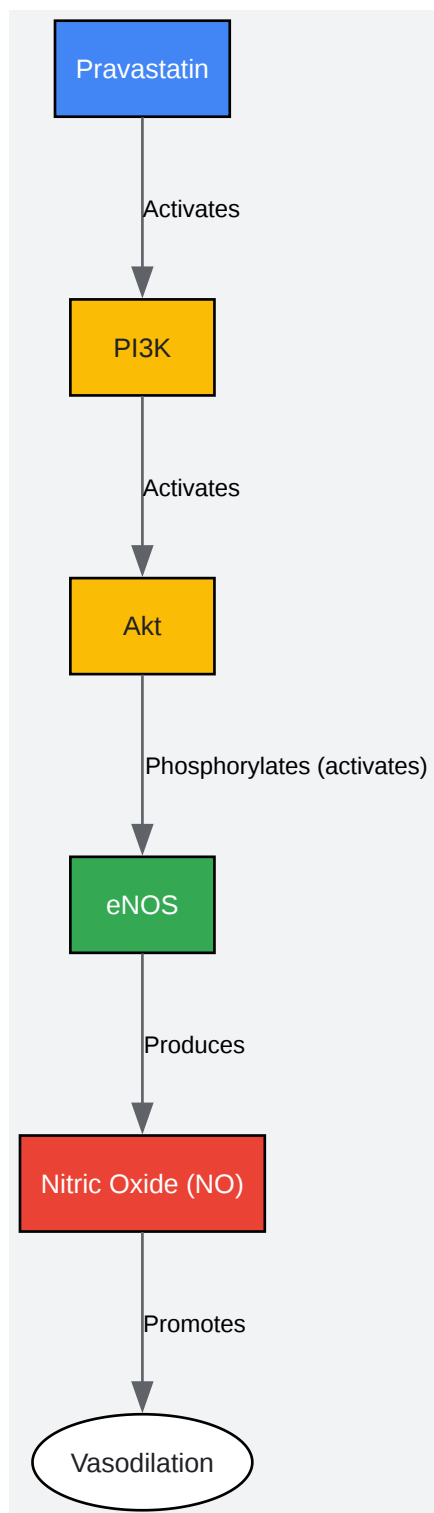 Pravastatin
Activates
PI3K
Activates
Akt
Phosphorylates (activates)
eNOS
Produces
Nitric Oxide (NO)
Promotes
Vasodilation